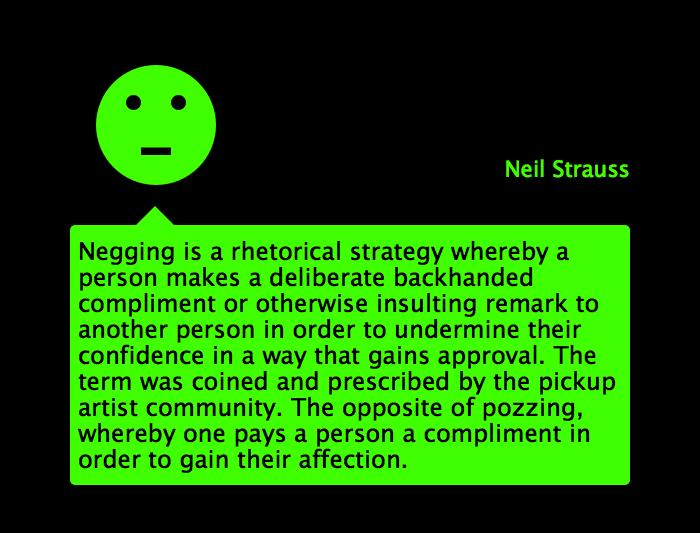 Neil Strauss
Negging is a rhetorical strategy whereby a
person makes a deliberate backhanded
compliment or otherwise insulting remark to
another person in order to undermine their
confidence in a way that gains approval. The
term was coined and prescribed by the pickup
artist community. The opposite of pozzing,
whereby one pays a person a compliment in
order to gain their affection.